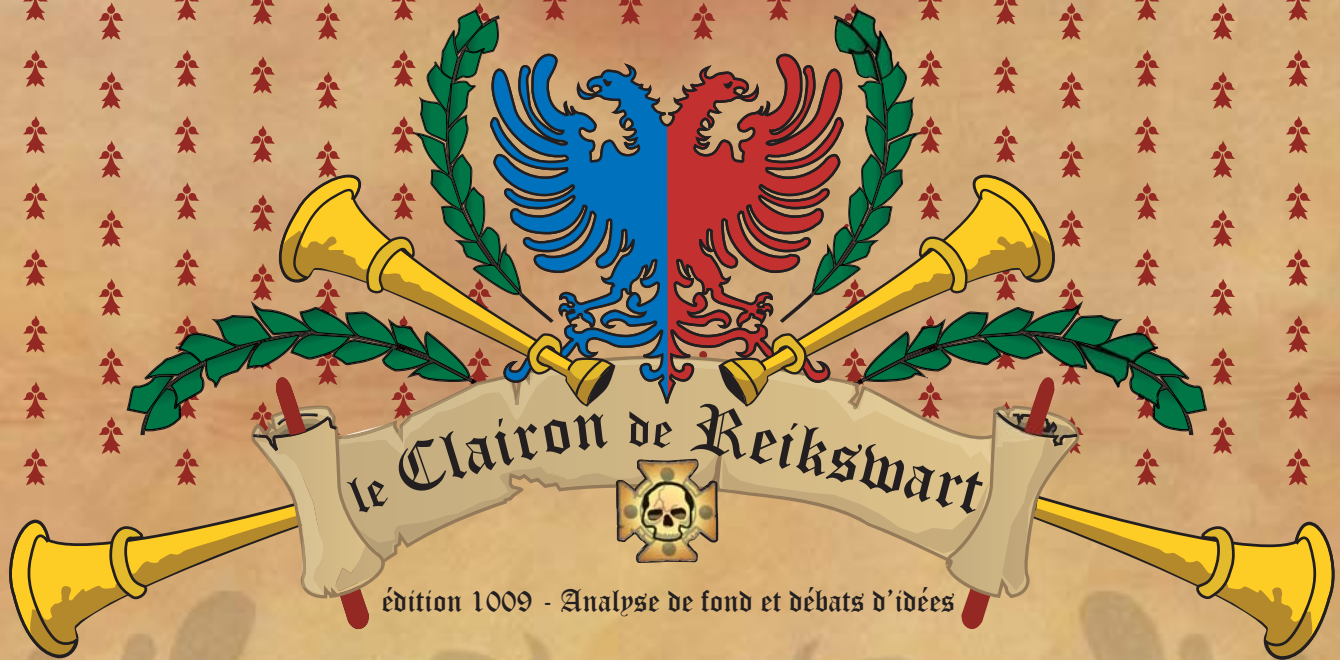 le Clairon de Reikswart
édition 1009 - Analyse de fond et débats d'idées